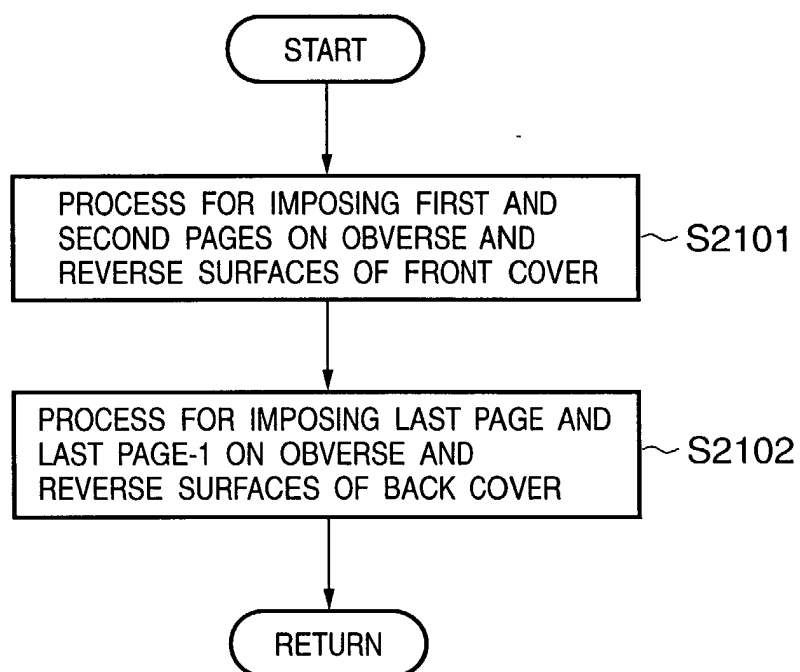 START
PROCESS FOR IMPOSING FIRST AND
SECOND PAGES ON OBVERSE AND
REVERSE SURFACES OF FRONT COVER
S2101
PROCESS FOR IMPOSING LAST PAGE AND
LAST PAGE-1 ON OBVERSE AND
REVERSE SURFACES OF BACK COVER
S2102
RETURN